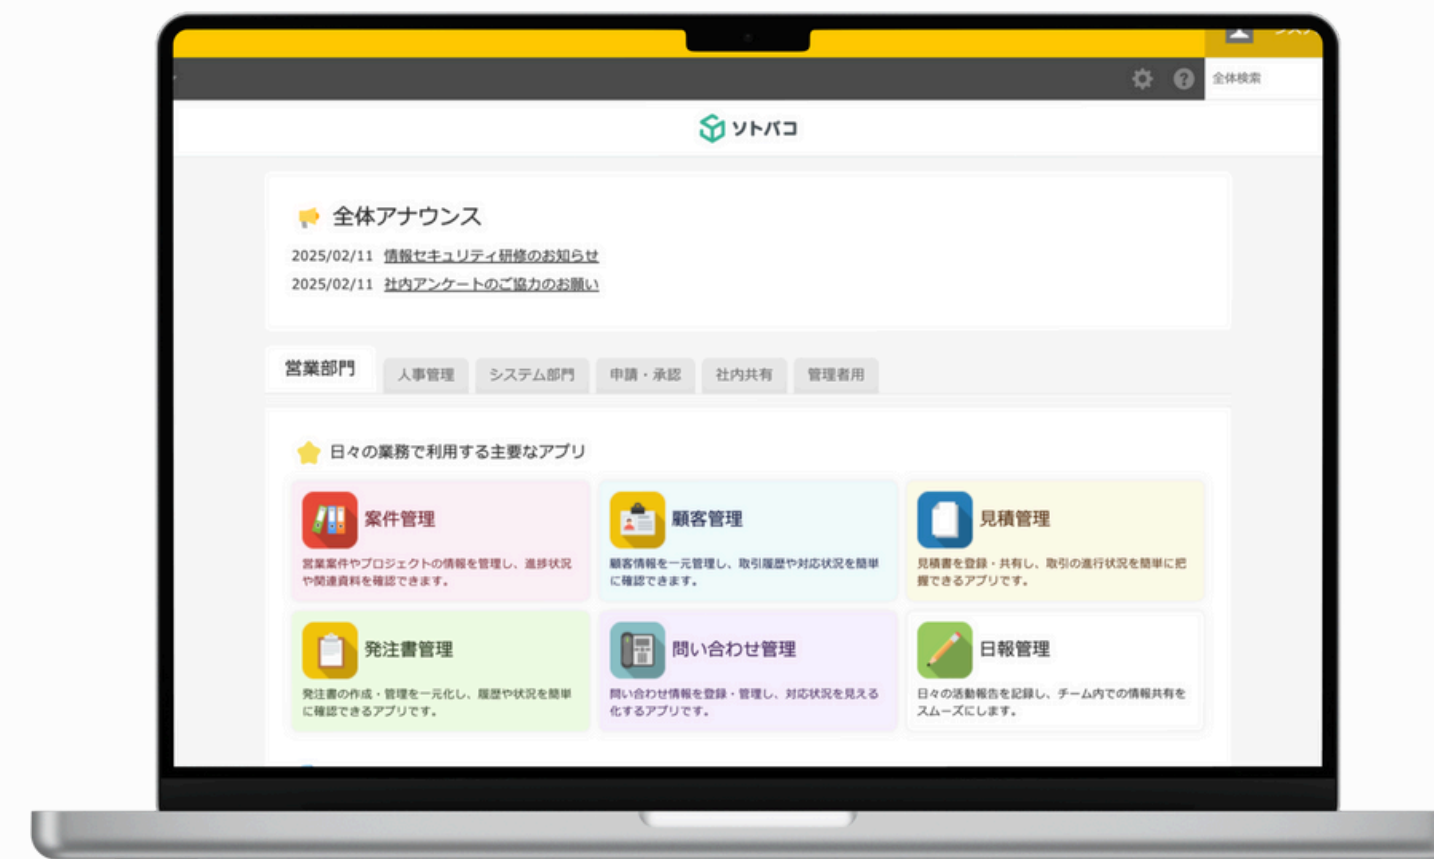 全体検索
ソトバコ
全体アナウンス
2025/02/11 情報セキュリティ研修のお知らせ
2025/02/11 社内アンケートのご協力のお願い
営業部門 人事管理 システム部門 申請・承認 社内共有 管理者用
日々の業務で利用する主要なアプリ
案件管理
営業案件やプロジェクトの情報を管理し、進捗状況
や関連資料を確認できます。
顧客管理
顧客情報を一元管理し、取引履歴や対応状況を簡単
に確認できます。
見積管理
見積書を登録・共有し、取引の進行状況を簡単に把
握できるアプリです。
発注書管理
発注書の作成・管理を一元化し、履歴や状況を簡単
に確認できるアプリです。
問い合わせ管理
問い合わせ情報を登録・管理し、対応状況を見える
化するアプリです。
日報管理
日々の活動報告を記録し、チーム内での情報共有を
スムーズにします。